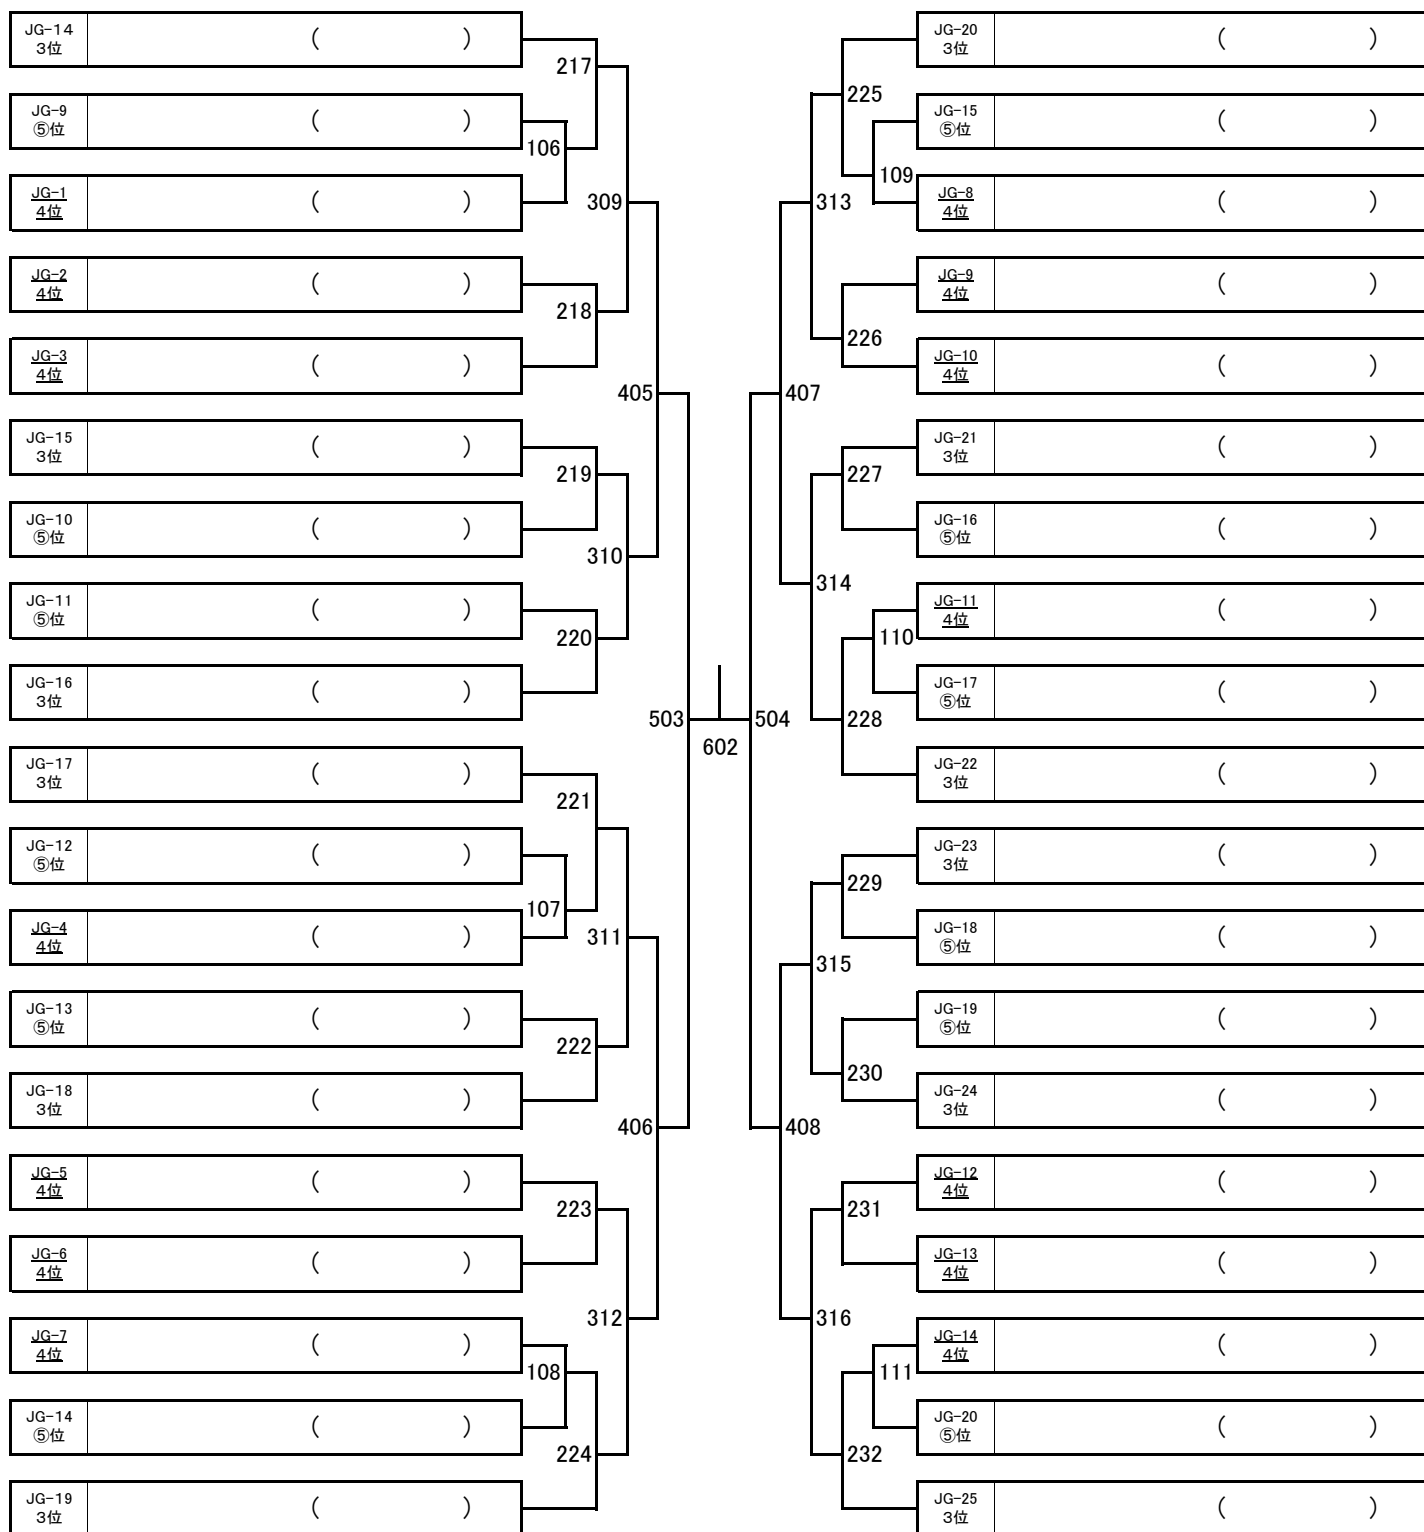 JG-14
3位
( )
217
JG-9
⑤位
( )
106
JG-1
4位
( )
309
JG-2
4位
( )
218
JG-3
4位
( )
405
JG-15
3位
( )
219
JG-10
⑤位
( )
310
JG-11
⑤位
( )
220
JG-16
3位
( )
503
JG-17
3位
( )
221
JG-12
⑤位
( )
107
JG-4
4位
( )
311
JG-13
⑤位
( )
222
JG-18
3位
( )
406
JG-5
4位
( )
223
JG-6
4位
( )
312
JG-7
4位
( )
108
JG-14
⑤位
( )
224
JG-19
3位
( )
602
JG-20
3位
( )
225
JG-15
⑤位
( )
109
JG-8
4位
( )
313
JG-9
4位
( )
226
JG-10
4位
( )
407
JG-21
3位
( )
227
JG-16
⑤位
( )
314
JG-11
4位
( )
110
JG-17
⑤位
( )
504
228
JG-22
3位
( )
JG-23
3位
( )
229
JG-18
⑤位
( )
315
JG-19
⑤位
( )
230
JG-24
3位
( )
408
JG-12
4位
( )
231
JG-13
4位
( )
316
JG-14
4位
( )
111
JG-20
⑤位
( )
232
JG-25
3位
( )